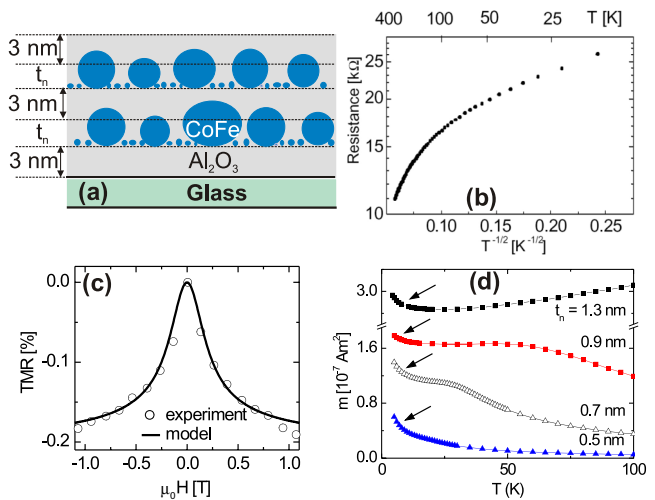 3 nm
t_n
3 nm
t_n
3 nm
CoFe
Al₂O₃
(a)
Glass
400 100 50 25 T [K]
Resistance [kΩ]
26
20
15
10
0.05 0.10 0.15 0.20 0.25
T^-1/2 [K^-1/2]
(b)
(c)
TMR [%]
0.0
-0.1
-0.2
experiment
model
-1.0 -0.5 0.0 0.5 1.0
μ₀H [T]
(d)
m [10^-7 Am²]
3.0
1.6
0.8
0.0
t_n = 1.3 nm
0.9 nm
0.7 nm
0.5 nm
0 50 100
T (K)